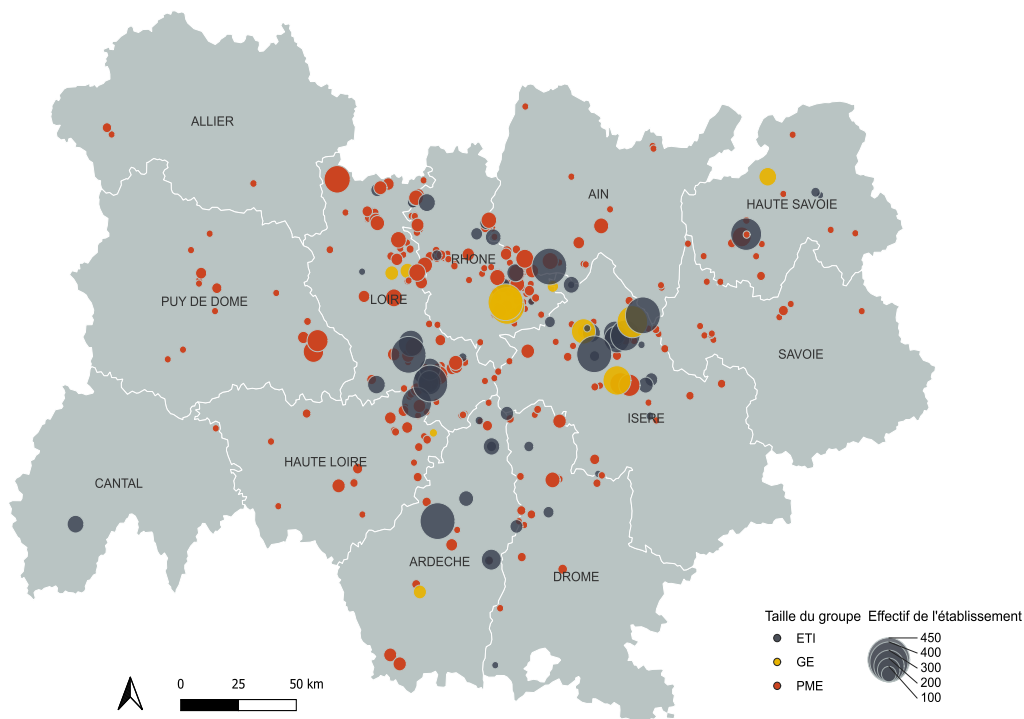 ALLIER
AIN
HAUTE SAVOIE
RHONE
PUY DE DOME
LOIRE
SAVOIE
ISERE
HAUTE LOIRE
CANTAL
ARDECHE
DROME
Taille du groupe
ETI
GE
PME
Effectif de l'établissement
450
400
300
200
100
0 25 50 km